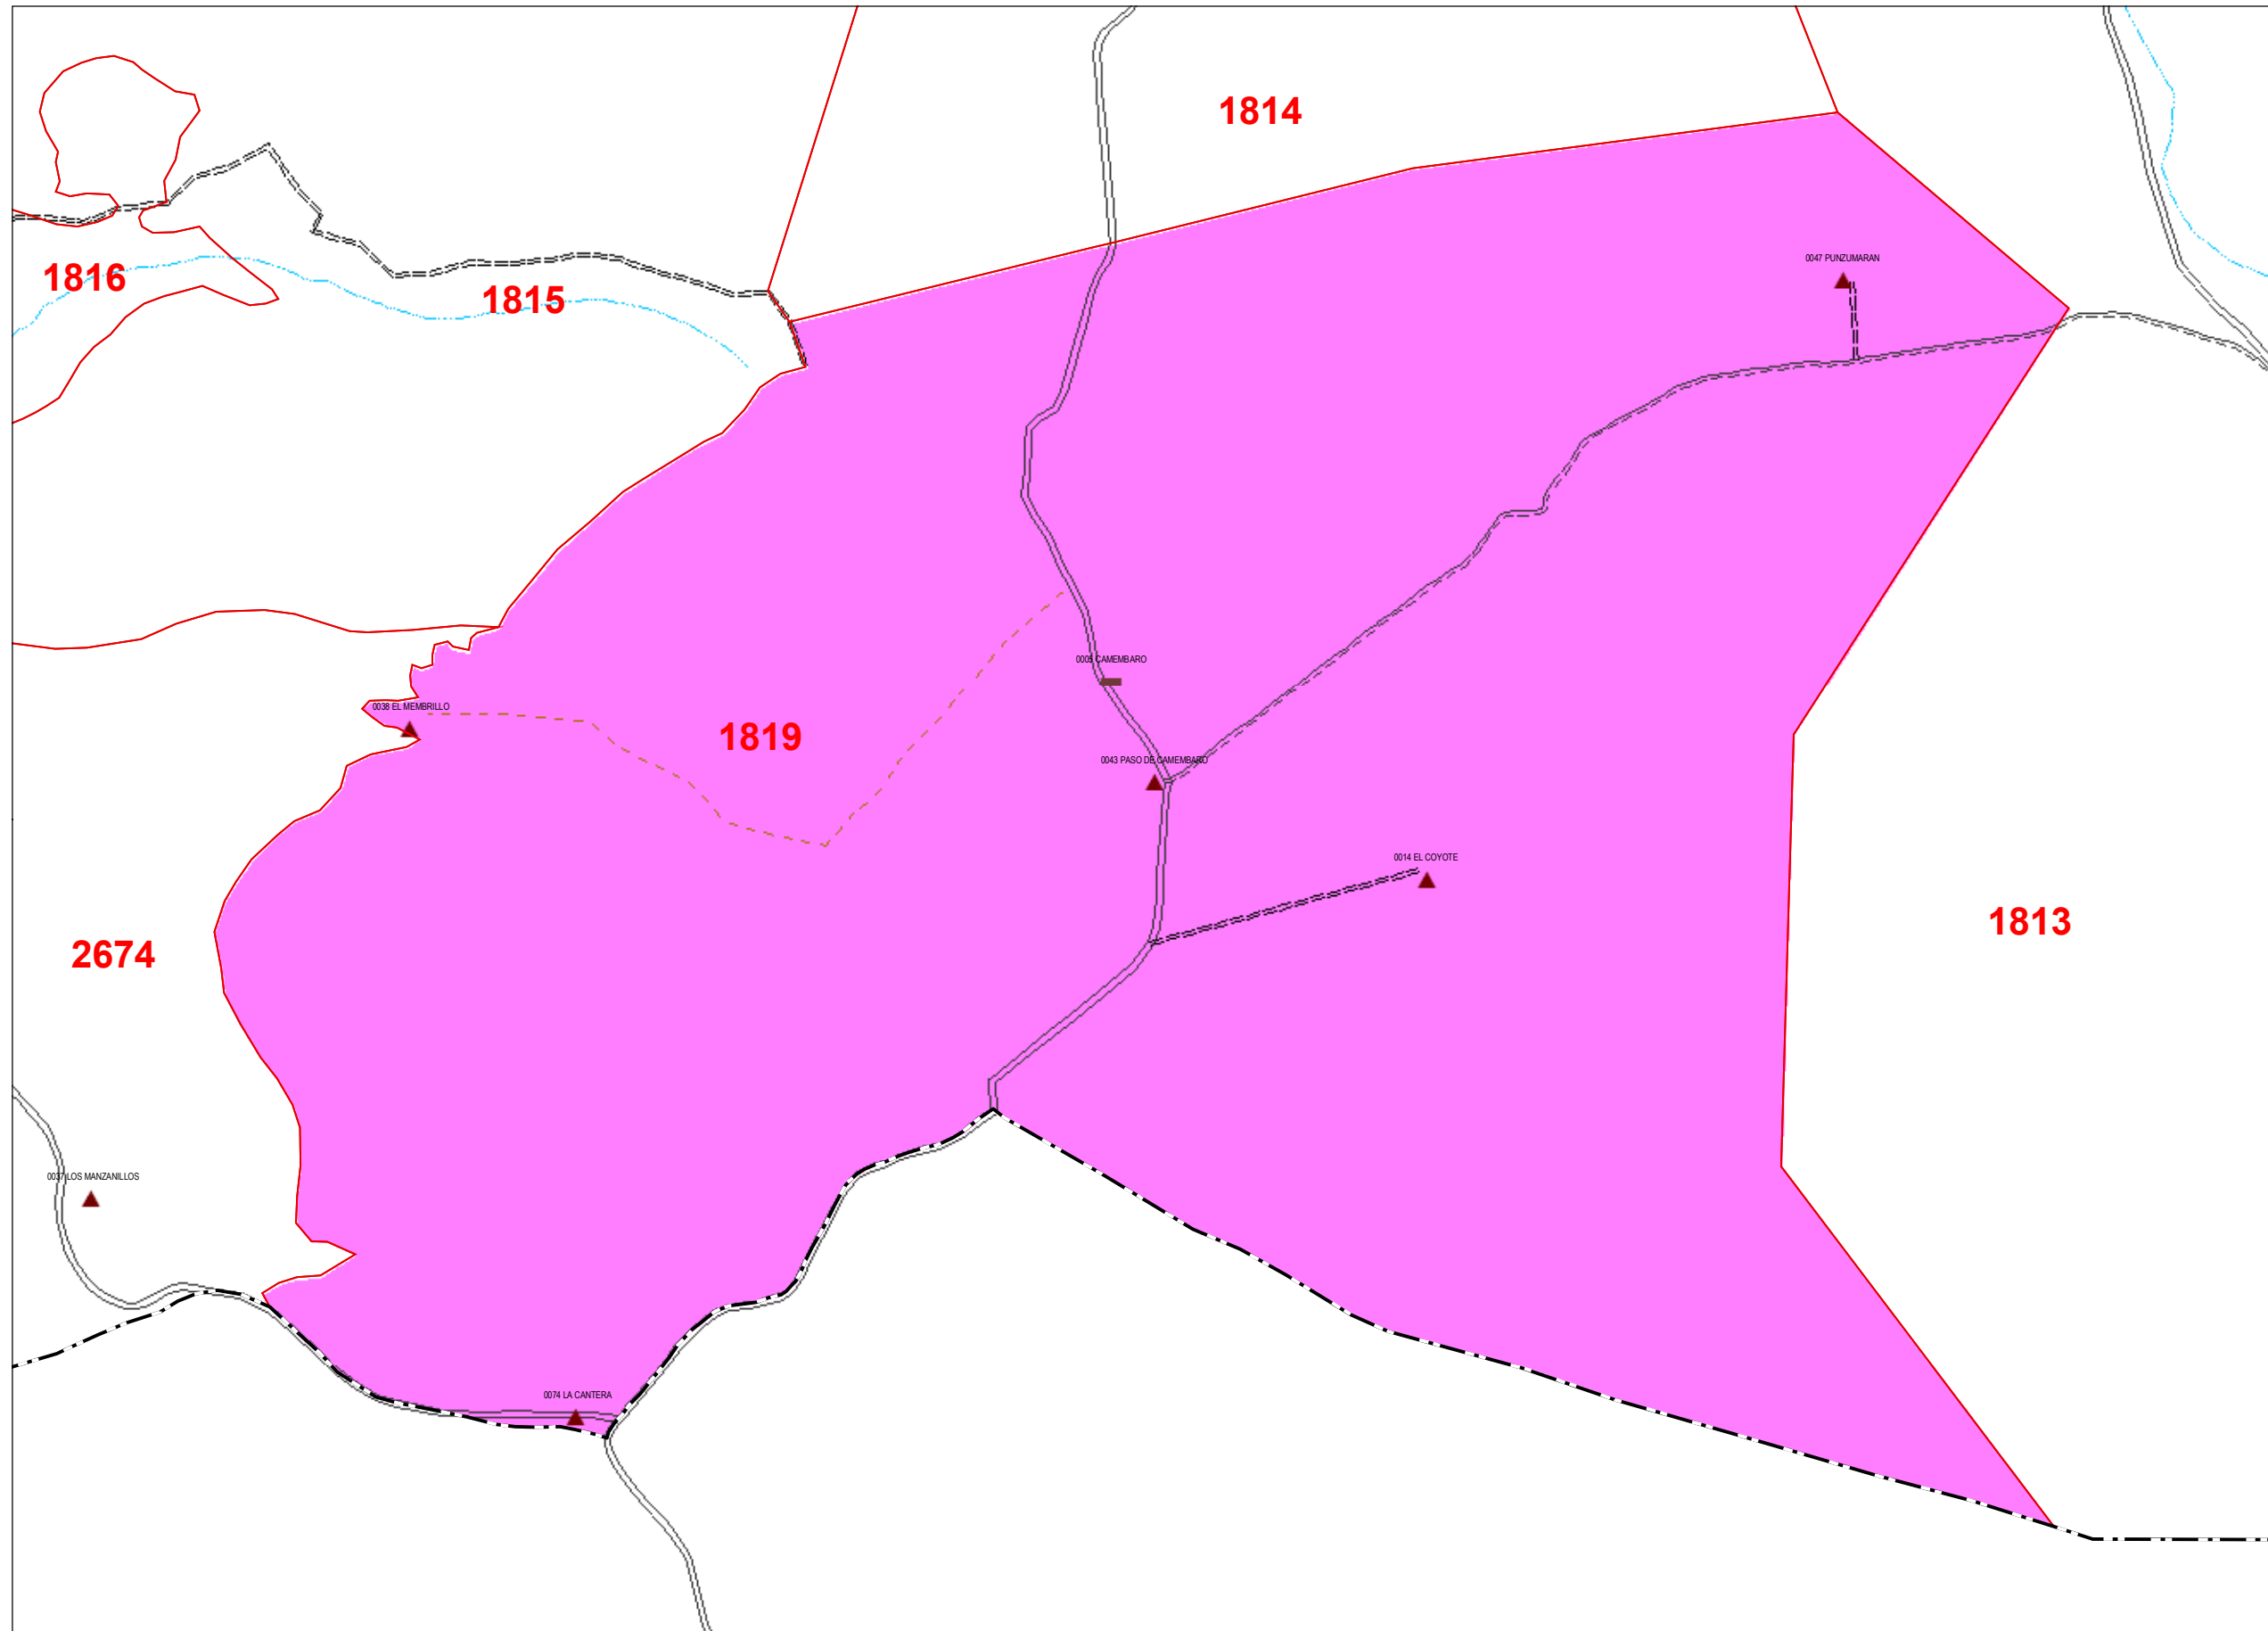 1814
0047 PUNZUMARAN
1816
1815
0005 CAMEMBARO
0038 EL MEMBRILLO
1819
0043 PASO DE CAMEMBARO
0014 EL COYOTE
1813
2674
0037 LOS MANZANILLOS
0074 LA CANTERA